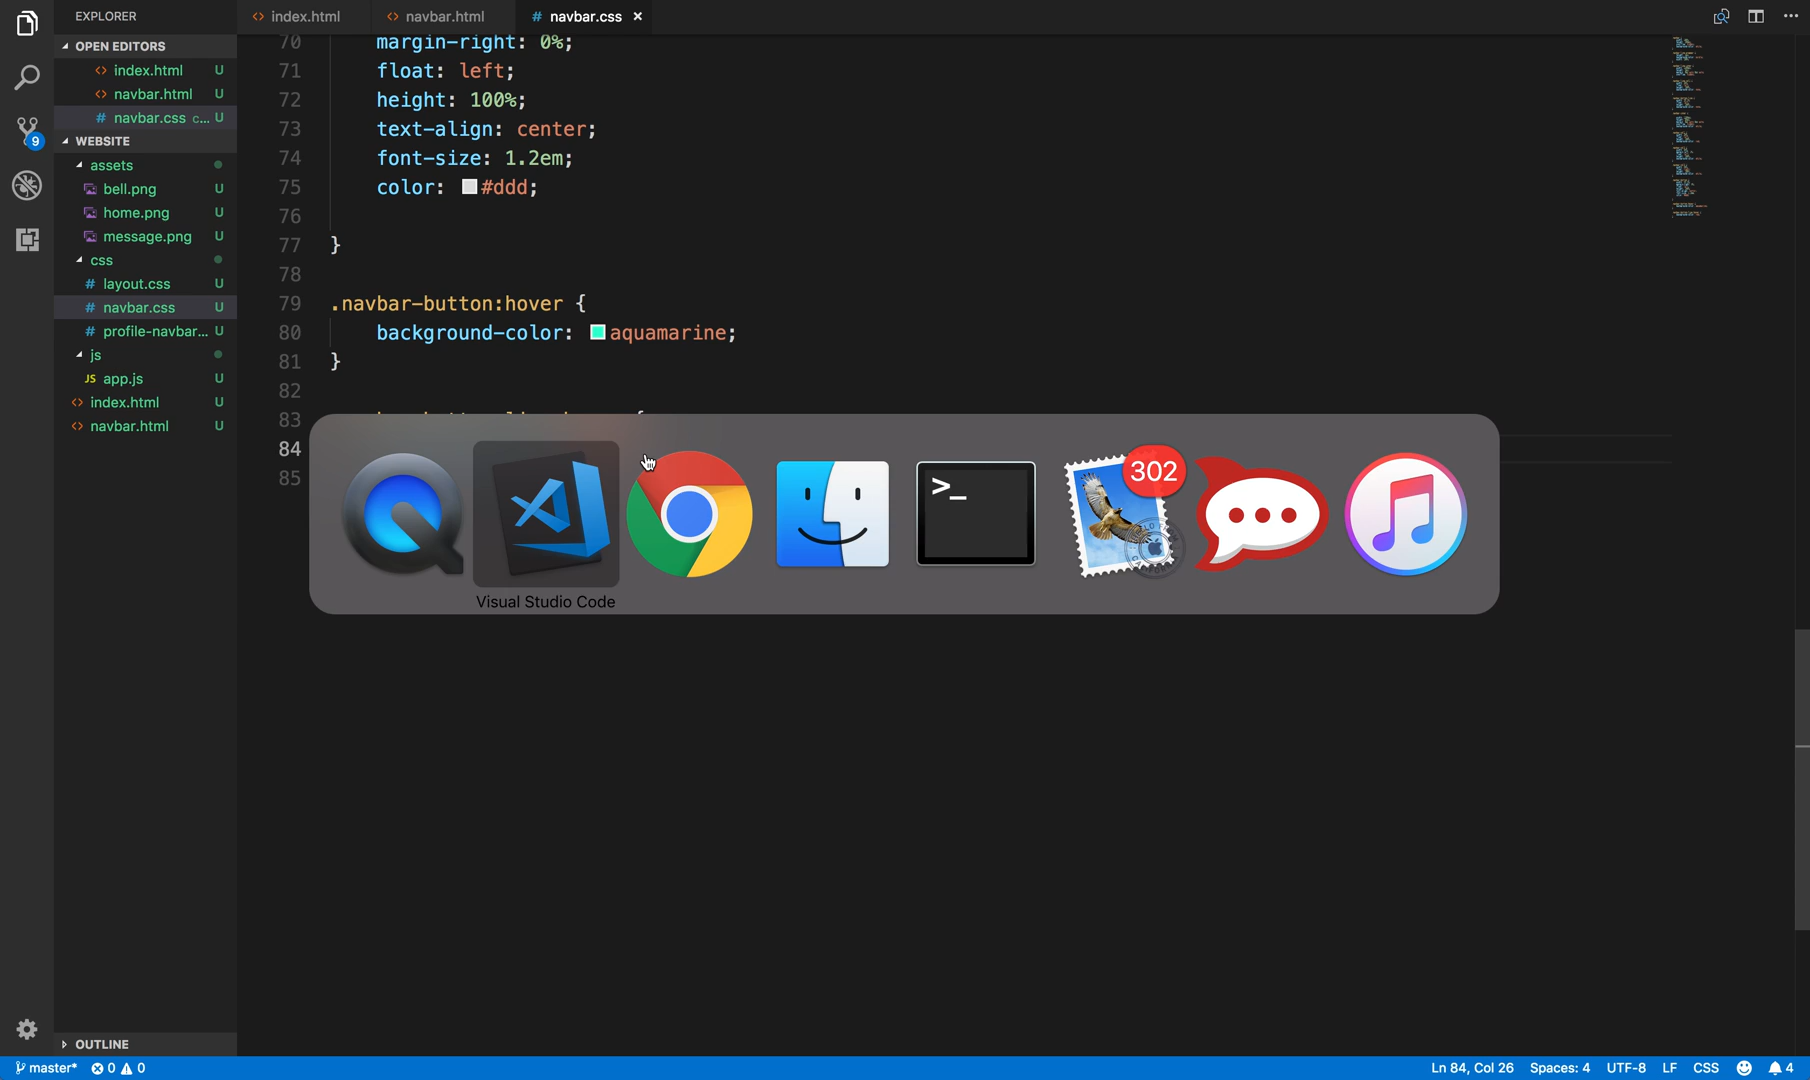 EXPLORER
index.html
navbar.html
navbar.css ×
OPEN EDITORS
index.html U
navbar.html U
navbar.css c... U
9
WEBSITE
assets
bell.png U
home.png U
message.png U
css
layout.css U
navbar.css U
profile-navbar... U
js
JS app.js U
index.html U
navbar.html U
OUTLINE
70 margin-right: 0%;
71 float: left;
72 height: 100%;
73 text-align: center;
74 font-size: 1.2em;
75 color: #ddd;
76
77 }
78
79 .navbar-button:hover {
80 background-color: aquamarine;
81 }
82
83
84
85
>_
302
Visual Studio Code
master* 0 0
Ln 84, Col 26 Spaces: 4 UTF-8 LF CSS 4